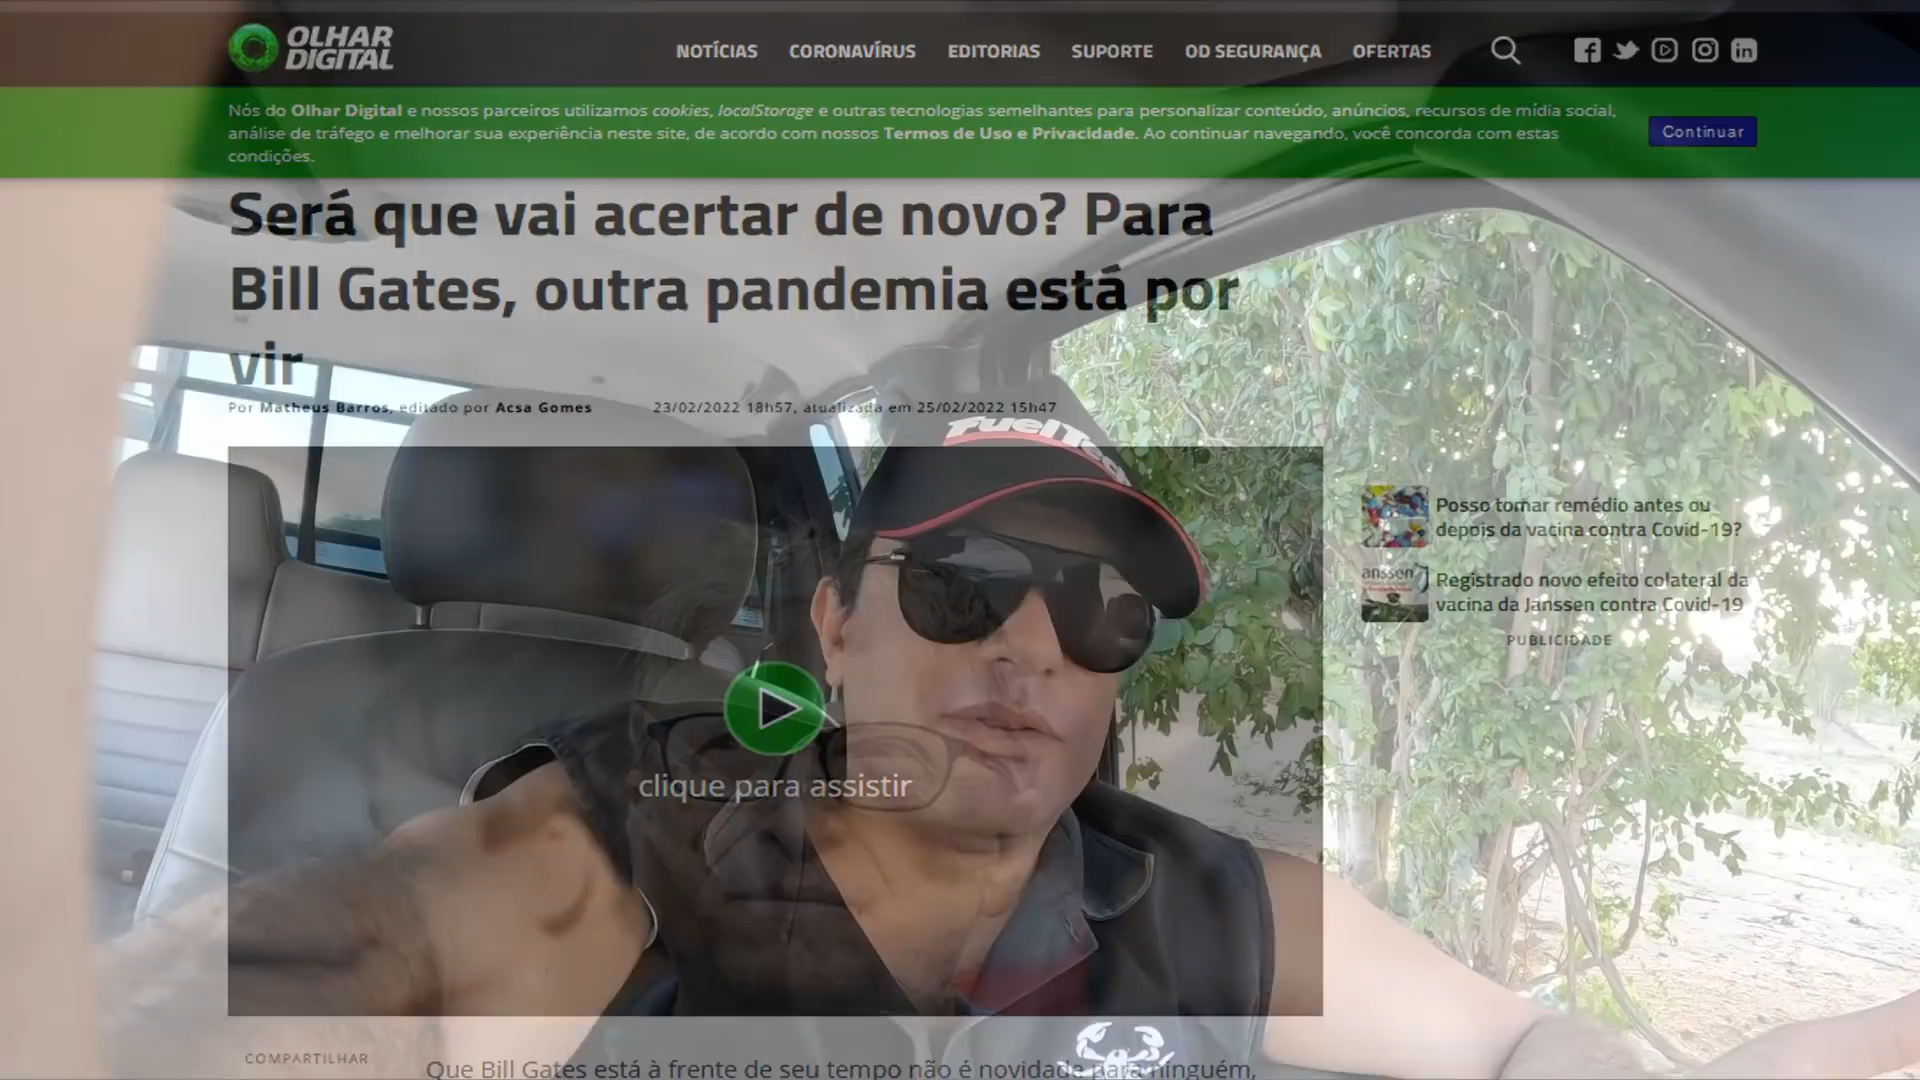 OLHAR
DIGITAL
NOTÍCIAS CORONAVÍRUS EDITORIAS SUPORTE OD SEGURANÇA OFERTAS
Nós do Olhar Digital e nossos parceiros utilizamos cookies, localStorage e outras tecnologias semelhantes para personalizar conteúdo, anúncios, recursos de mídia social,
análise de tráfego e melhorar sua experiência neste site, de acordo com nossos Termos de Uso e Privacidade. Ao continuar navegando, você concorda com estas
condições.
Continuar
Será que vai acertar de novo? Para
Bill Gates, outra pandemia está por
vir
Por Matheus Barros, editado por Acsa Gomes 23/02/2022 18h57, atualizada em 25/02/2022 15h47
clique para assistir
Posso tomar remédio antes ou
depois da vacina contra Covid-19?
anssen
Registrado novo efeito colateral da
vacina da Janssen contra Covid-19
PUBLICIDADE
COMPARTILHAR
Que Bill Gates está à frente de seu tempo não é novidade para ninguém,